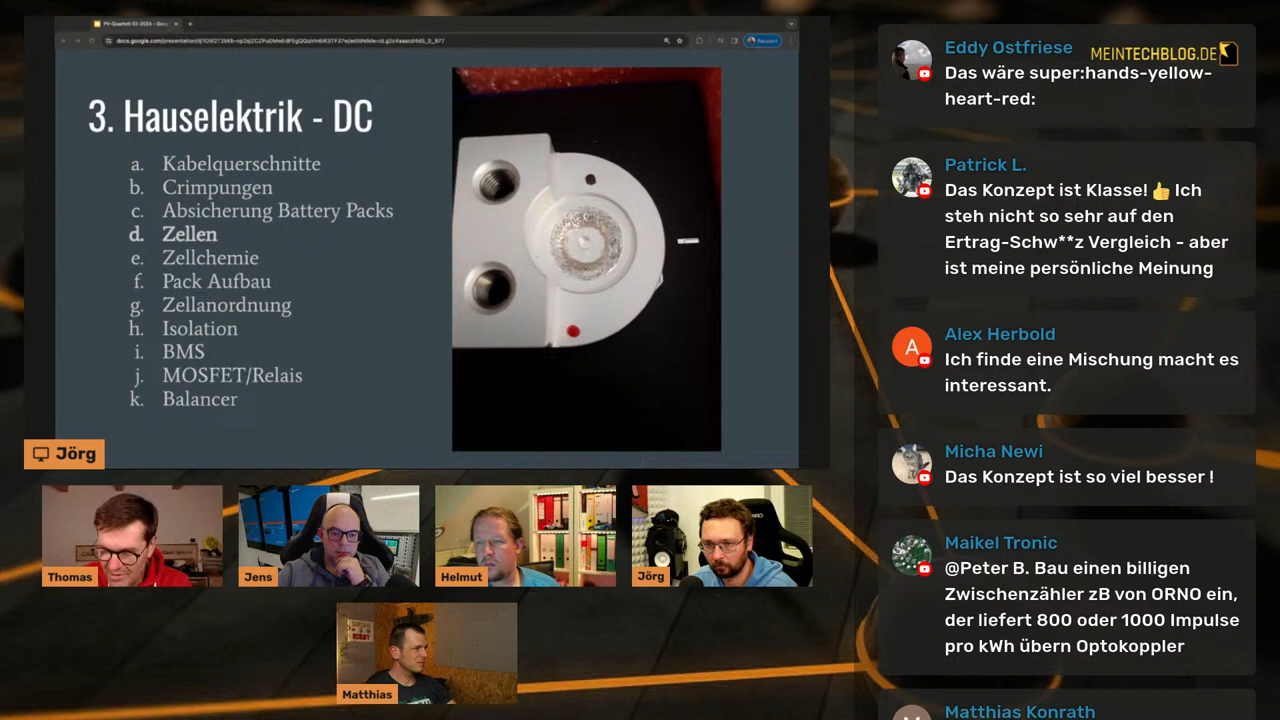 PV-Quartett 02-2024 - Goo
3. Hauselektrik - DC
a. Kabelquerschnitte
b. Crimpungen
c. Absicherung Battery Packs
d. Zellen
e. Zellchemie
f. Pack Aufbau
g. Zellanordnung
h. Isolation
i. BMS
j. MOSFET/Relais
k. Balancer
Jörg
Thomas
Jens
Helmut
Jörg
Matthias
MEINTECHBLOG.DE
Eddy Ostfriese
Das wäre super:hands-yellow-
heart-red:
Patrick L.
Das Konzept ist Klasse!👍 Ich
steh nicht so sehr auf den
Ertrag-Schw**z Vergleich - aber
ist meine persönliche Meinung
A
Alex Herbold
Ich finde eine Mischung macht es
interessant.
Micha Newi
Das Konzept ist so viel besser !
Maikel Tronic
@Peter B. Bau einen billigen
Zwischenzähler zB von ORNO ein,
der liefert 800 oder 1000 Impulse
pro kWh übern Optokoppler
Matthias Konrath